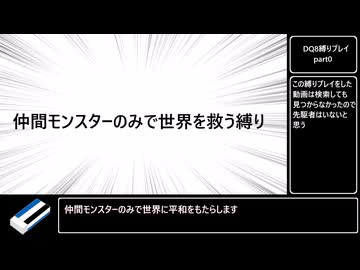 DQ8縛りプレイ
part0
仲間モンスターのみで世界を救う縛り
この縛りプレイをした
動画は検索しても
見つからなかったので
先駆者はいないと
思う
仲間モンスターのみで世界に平和をもたらします